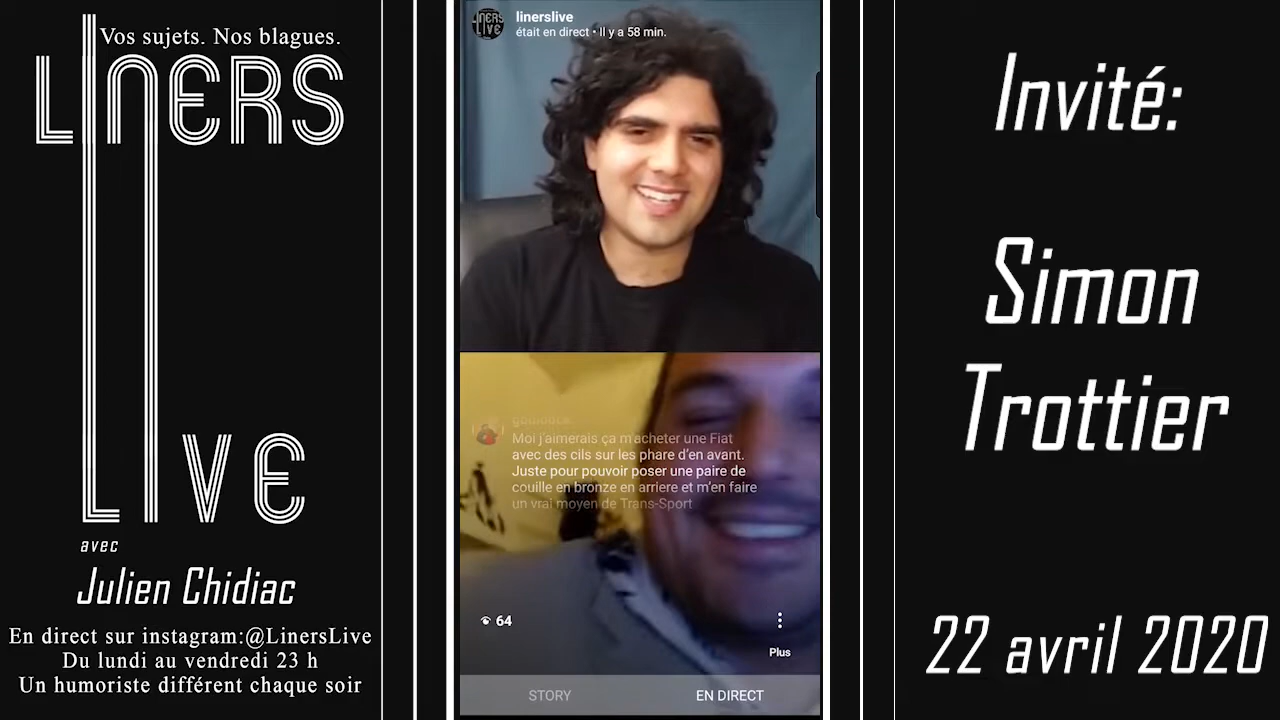 Vos sujets. Nos blagues.
LINERS
LIVE
avec
Julien Chidiac
En direct sur instagram:@LinersLive
Du lundi au vendredi 23 h
Un humoriste différent chaque soir
LINERS
LIVE
linerslive
était en direct • Il y a 58 min.
Moi j'aimerais ça m'acheter une Fiat
avec des cils sur les phare d'en avant.
Juste pour pouvoir poser une paire de
couille en bronze en arriere et m'en faire
un vrai moyen de Trans-Sport
64
Plus
STORY
EN DIRECT
Invité:
Simon
Trottier
22 avril 2020